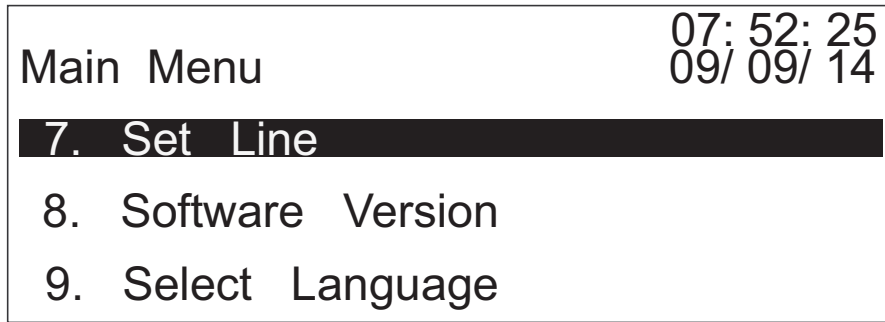 07: 52: 25
Main Menu 09/ 09/ 14
7. Set Line
8. Software Version
9. Select Language